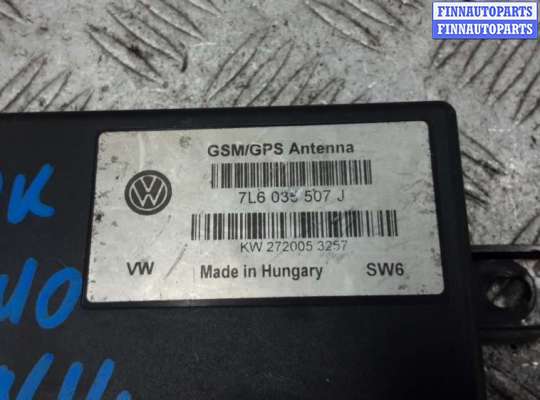 FINNAUTOPARTS
FINNAUTOPARTS
GSM/GPS Antenna
7L6 035 507 J
KW 272005 3257
VW Made in Hungary SW6